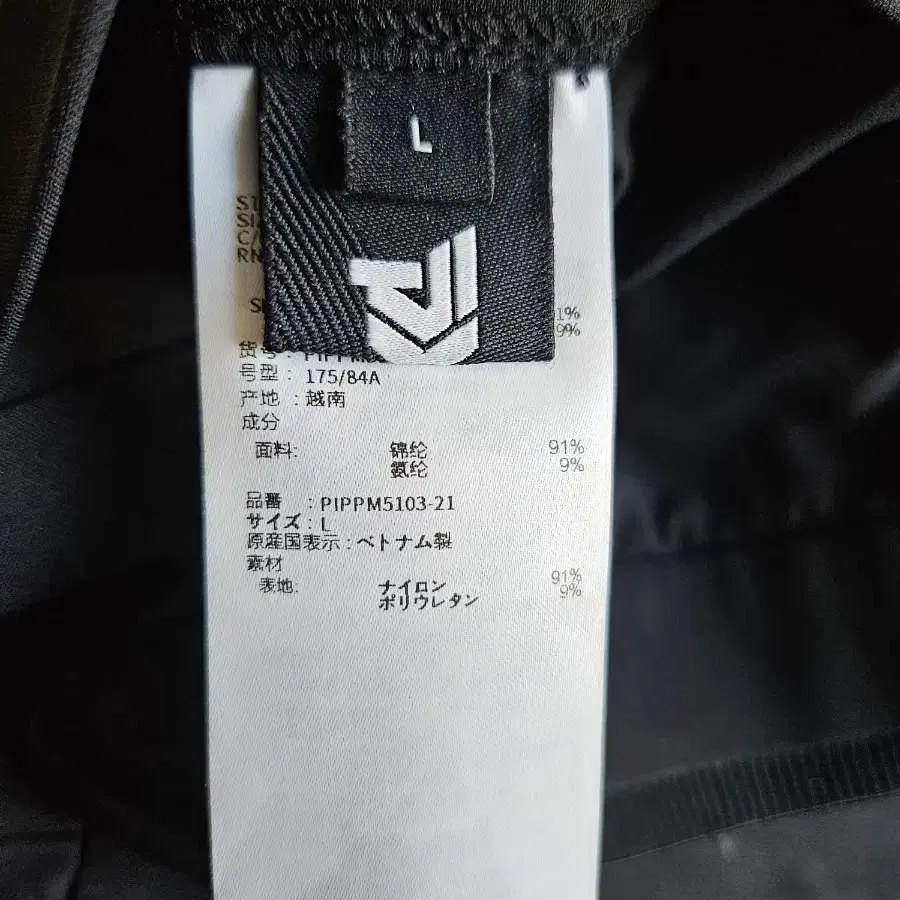 L
货号 :
号型 : 175/84A
产地 : 越南
成分
面料: 锦纶 91%
氨纶 9%
品番 : PIPPM5103-21
サイズ : L
原産国表示 : ベトナム製
素材
表地: ナイロン 91%
ポリウレタン 9%